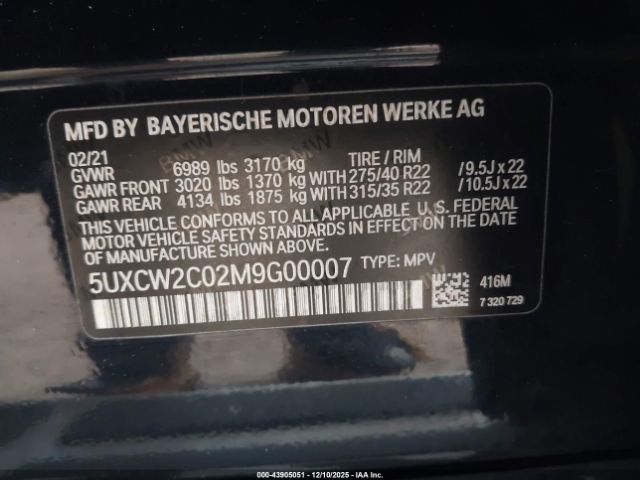 MFD BY BAYERISCHE MOTOREN WERKE AG
02/21
GVWR 6989 lbs 3170 kg TIRE / RIM
GAWR FRONT 3020 lbs 1370 kg WITH 275/40 R22 / 9.5J x 22
GAWR REAR 4134 lbs 1875 kg WITH 315/35 R22 / 10.5J x 22
THIS VEHICLE CONFORMS TO ALL APPLICABLE U.S. FEDERAL
MOTOR VEHICLE SAFETY STANDARDS IN EFFECT ON THE DATE
OF MANUFACTURE SHOWN ABOVE.
5UXCW2C02M9G00007 TYPE: MPV
416M
7 320 729
000-43905051 - 12/10/2025 - IAA Inc.